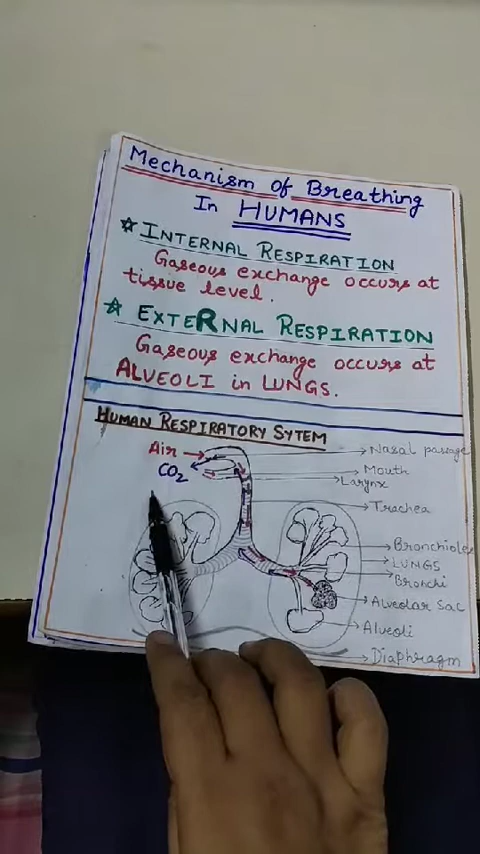 Mechanism of Breathing
In HUMANS
☆ INTERNAL RESPIRATION
Gaseous exchange occurs at
tissue level.
☆ EXTERNAL RESPIRATION
Gaseous exchange occurs at
ALVEOLI in LUNGS.
HUMAN RESPIRATORY SYTEM
Air
CO2
Nasal passage
Mouth
Larynx
Trachea
Bronchioles
LUNGS
Bronchi
Alveolar Sac
Alveoli
Diaphragm